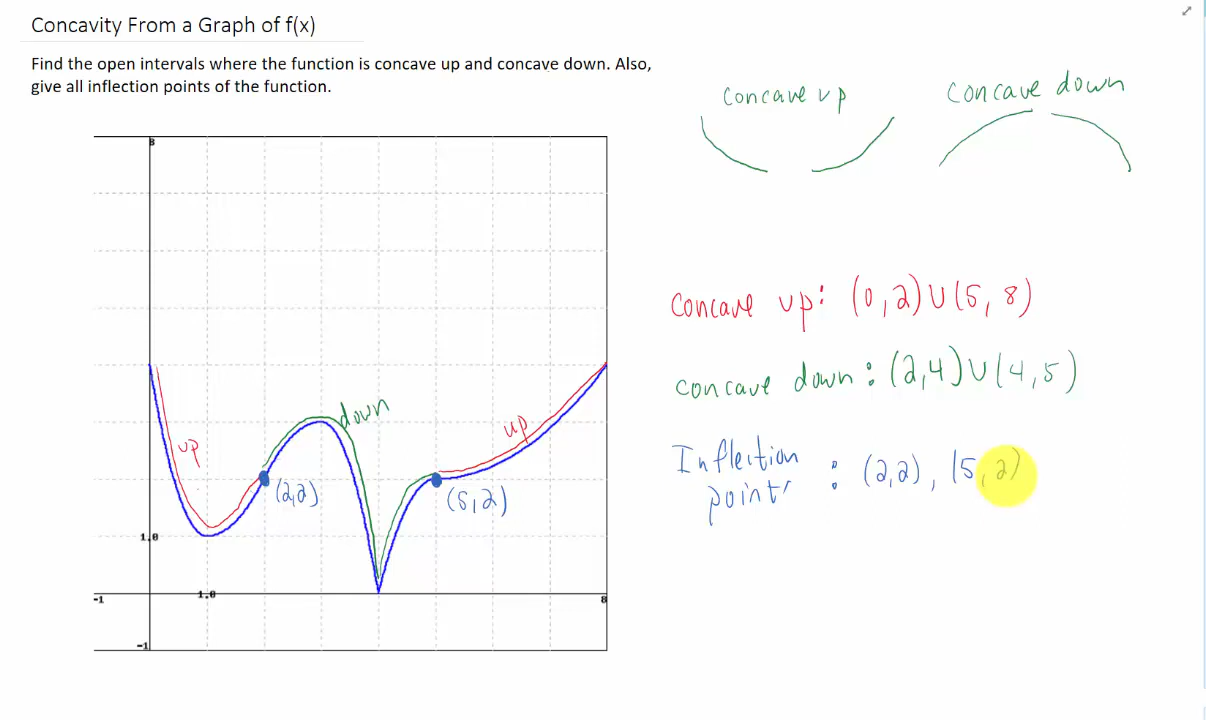 Concavity From a Graph of f(x)
Find the open intervals where the function is concave up and concave down. Also,
give all inflection points of the function.
concave up
concave down
8
1.0
-1
1.0
8
-1
up
(2,2)
down
(5,2)
up
concave up: (0,2)∪(5,8)
concave down: (2,4)∪(4,5)
Inflection
points : (2,2), (5,2)